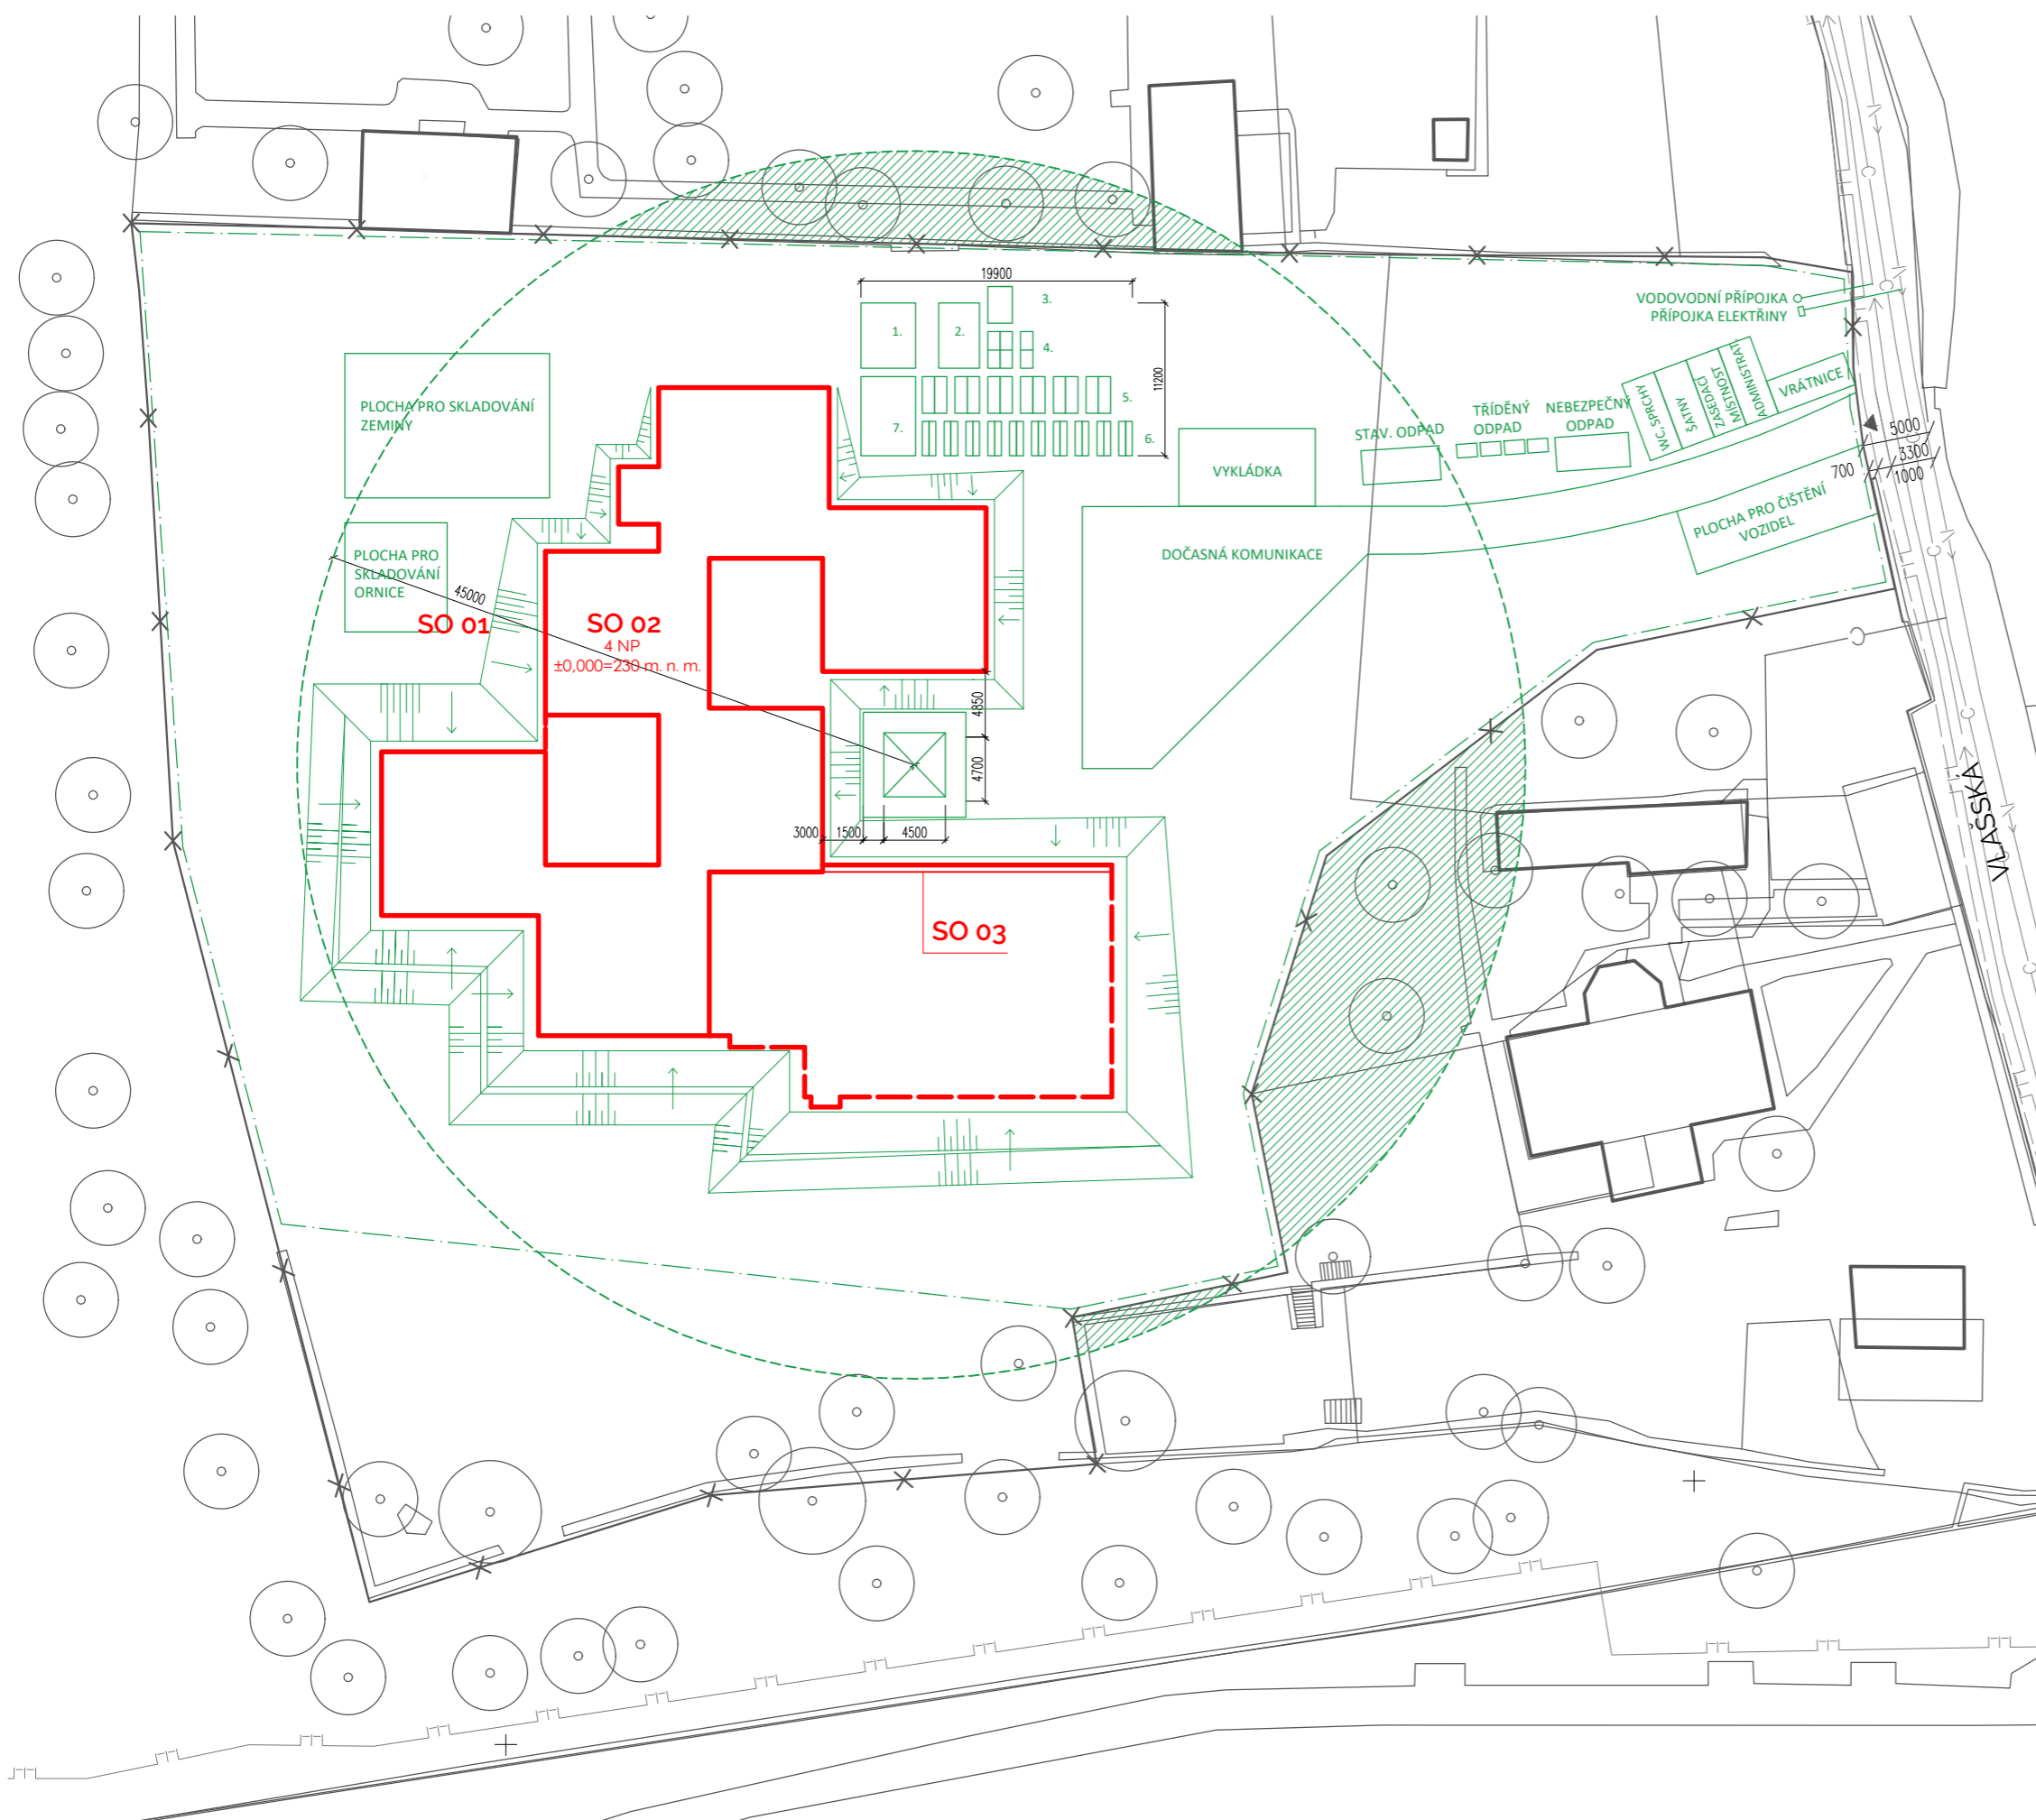 19900
3.
1.
2.
4.
11200
5.
7.
6.
VODOVODNÍ PŘÍPOJKA
PŘÍPOJKA ELEKTŘINY
PLOCHA PRO SKLADOVÁNÍ
ZEMINY
VYKLÁDKA
STAV. ODPAD
TŘÍDĚNÝ
ODPAD
NEBEZPEČNÝ
ODPAD
WC, SPRCHY
ŠATNY
ZASEDACÍ
MÍSTNOST
ADMINISTRAT.
VRÁTNICE
5000
3300
700
1000
PLOCHA PRO ČIŠTĚNÍ
VOZIDEL
DOČASNÁ KOMUNIKACE
PLOCHA PRO
SKLADOVÁNÍ
ORNICE
45000
SO 01
SO 02
4 NP
±0,000=230 m. n. m.
4850
4700
3000
1500
4500
VLAŠSKÁ
SO 03